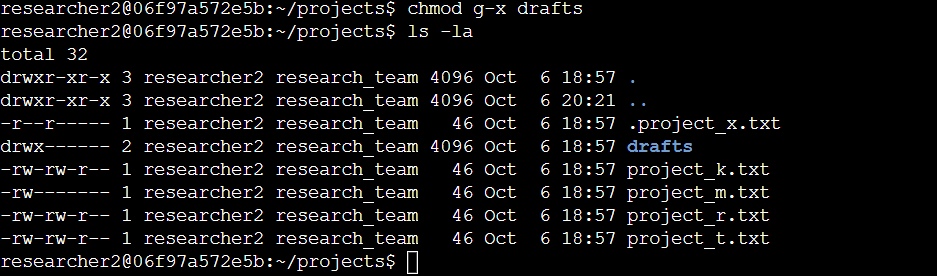 researcher2@06f97a572e5b:~/projects$ chmod g-x drafts
researcher2@06f97a572e5b:~/projects$ ls -la
total 32
drwxr-xr-x 3 researcher2 research_team 4096 Oct  6 18:57 .
drwxr-xr-x 3 researcher2 research_team 4096 Oct  6 20:21 ..
-r--r----- 1 researcher2 research_team   46 Oct  6 18:57 .project_x.txt
drwx------ 2 researcher2 research_team 4096 Oct  6 18:57 drafts
-rw-rw-r-- 1 researcher2 research_team   46 Oct  6 18:57 project_k.txt
-rw------- 1 researcher2 research_team   46 Oct  6 18:57 project_m.txt
-rw-rw-r-- 1 researcher2 research_team   46 Oct  6 18:57 project_r.txt
-rw-rw-r-- 1 researcher2 research_team   46 Oct  6 18:57 project_t.txt
researcher2@06f97a572e5b:~/projects$